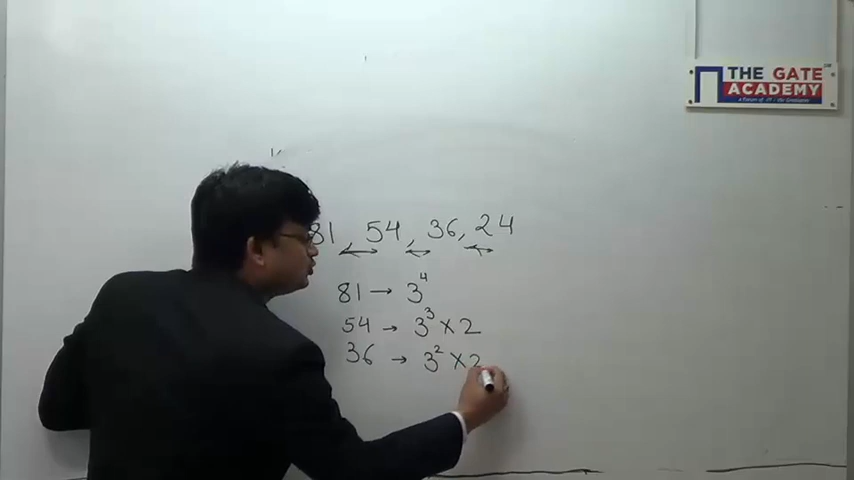 THE GATE
ACADEMY
81, 54, 36, 24
81 → 3⁴
54 → 3³ × 2
36 → 3² × 2